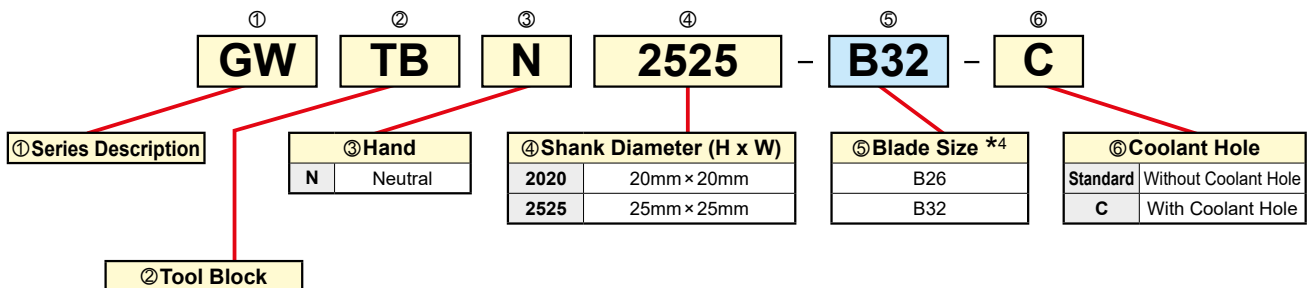 ① ② ③ ④ ⑤ ⑥
GW TB N 2525 – B32 – C
①Series Description
③Hand
N Neutral
④Shank Diameter (H x W)
2020 20mm×20mm
2525 25mm×25mm
⑤Blade Size *4
B26
B32
⑥Coolant Hole
Standard Without Coolant Hole
C With Coolant Hole
②Tool Block